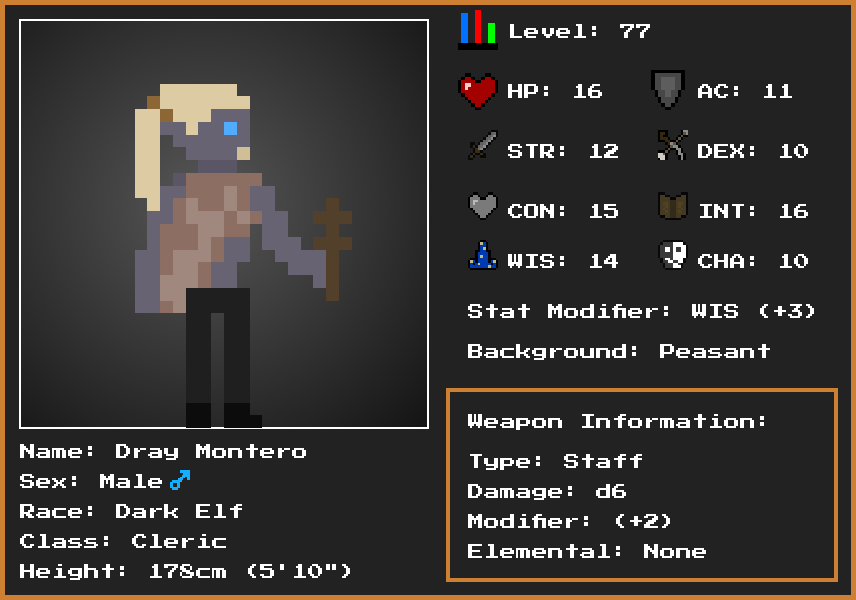 Level: 77
HP: 16 AC: 11
STR: 12 DEX: 10
CON: 15 INT: 16
WIS: 14 CHA: 10
Stat Modifier: WIS (+3)
Background: Peasant
Weapon Information:
Type: Staff
Damage: d6
Modifier: (+2)
Elemental: None
Name: Dray Montero
Sex: Male ♂
Race: Dark Elf
Class: Cleric
Height: 178cm (5'10")